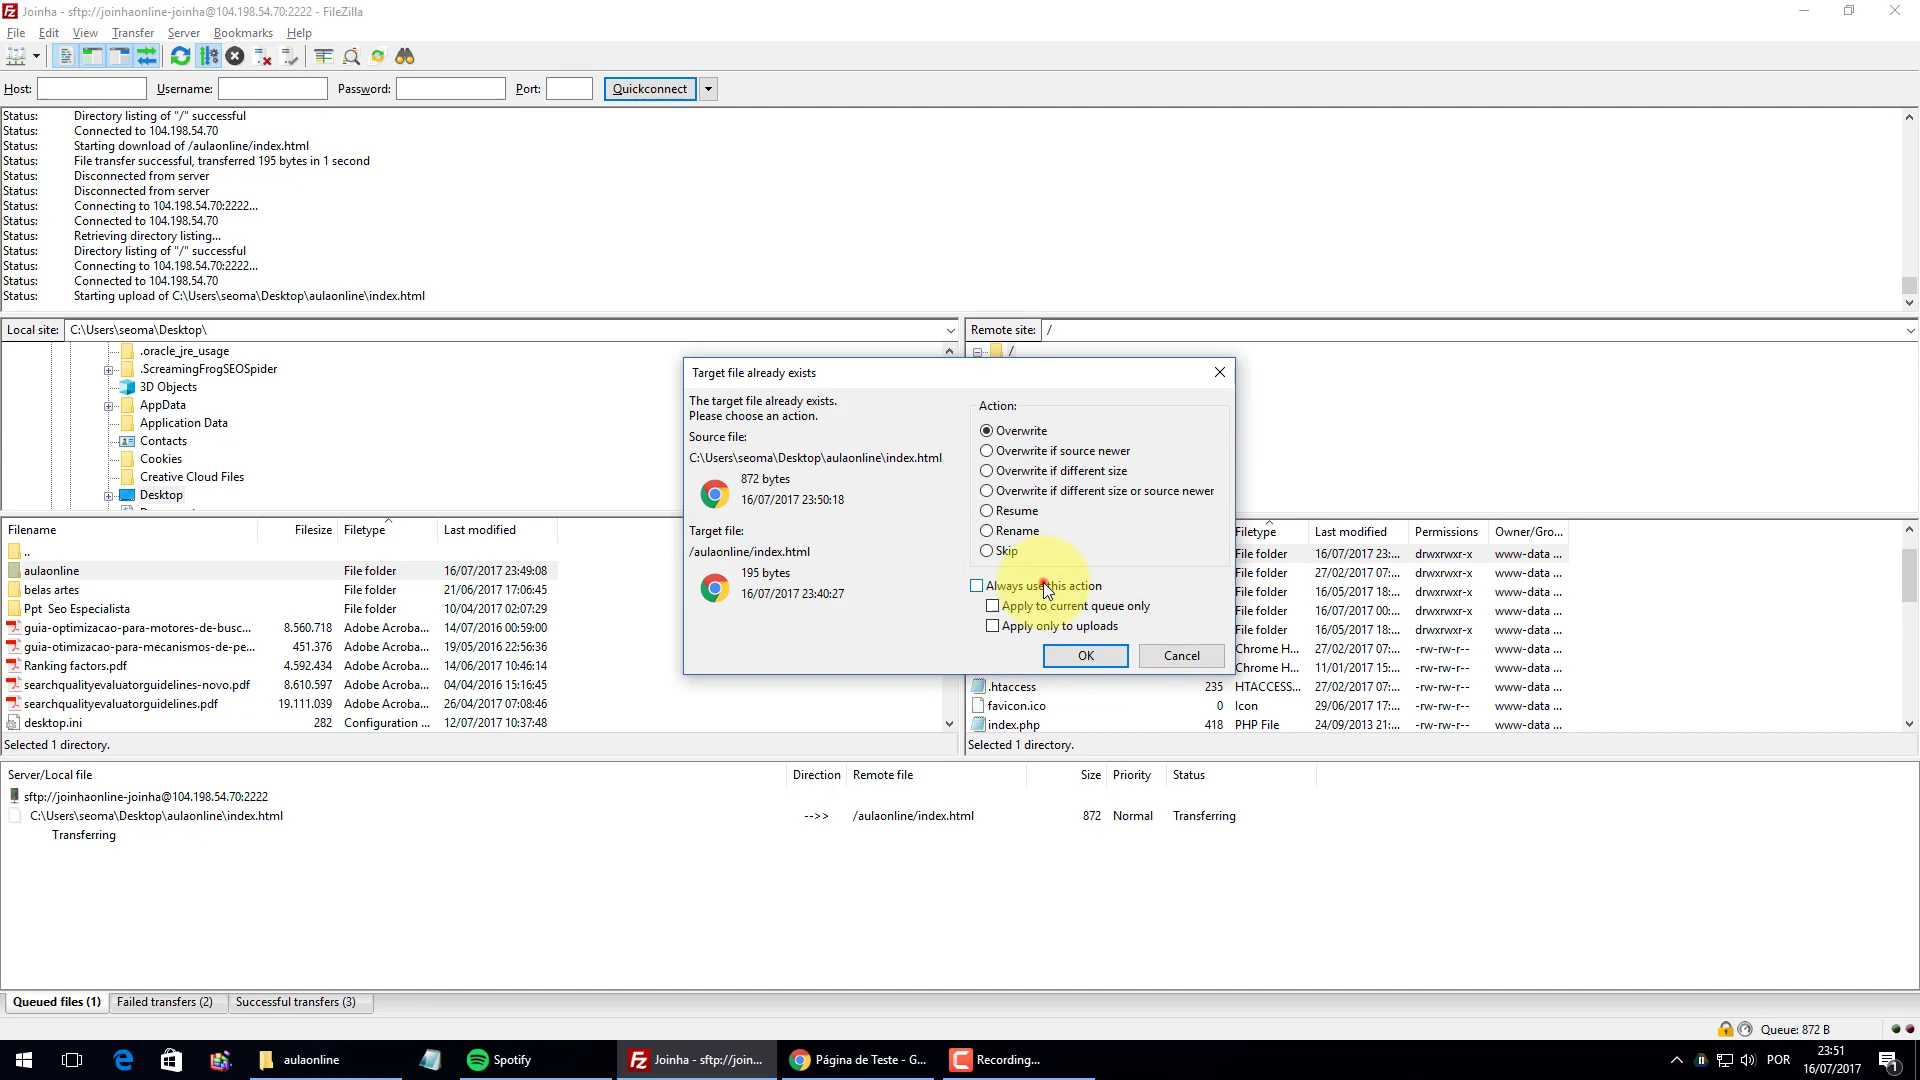 Joinha - sftp://joinhaonline-joinha@104.198.54.70:2222 - FileZilla
File Edit View Transfer Server Bookmarks Help
Host: Username: Password: Port: Quickconnect
Status: Directory listing of "/" successful
Status: Connected to 104.198.54.70
Status: Starting download of /aulaonline/index.html
Status: File transfer successful, transferred 195 bytes in 1 second
Status: Disconnected from server
Status: Disconnected from server
Status: Connecting to 104.198.54.70:2222...
Status: Connected to 104.198.54.70
Status: Retrieving directory listing...
Status: Directory listing of "/" successful
Status: Connecting to 104.198.54.70:2222...
Status: Connected to 104.198.54.70
Status: Starting upload of C:\Users\seoma\Desktop\aulaonline\index.html
Local site: C:\Users\seoma\Desktop\
.oracle_jre_usage
.ScreamingFrogSEOSpider
3D Objects
AppData
Application Data
Contacts
Cookies
Creative Cloud Files
Desktop
Filename Filesize Filetype Last modified
..
aulaonline File folder 16/07/2017 23:49:08
belas artes File folder 21/06/2017 17:06:45
Ppt Seo Especialista File folder 10/04/2017 02:07:29
guia-optimizacao-para-motores-de-busc... 8.560.718 Adobe Acroba... 14/07/2016 00:59:00
guia-otimizacao-para-mecanismos-de-pe... 451.376 Adobe Acroba... 19/05/2016 22:56:36
Ranking factors.pdf 4.592.434 Adobe Acroba... 14/06/2017 10:46:14
searchqualityevaluatorguidelines-novo.pdf 8.610.597 Adobe Acroba... 04/04/2016 15:16:45
searchqualityevaluatorguidelines.pdf 19.111.039 Adobe Acroba... 26/04/2017 07:08:46
desktop.ini 282 Configuration ... 12/07/2017 10:37:48
Selected 1 directory.
Remote site: /
/
Target file already exists
The target file already exists.
Please choose an action.
Source file:
C:\Users\seoma\Desktop\aulaonline\index.html
872 bytes
16/07/2017 23:50:18
Target file:
/aulaonline/index.html
195 bytes
16/07/2017 23:40:27
Action:
Overwrite
Overwrite if source newer
Overwrite if different size
Overwrite if different size or source newer
Resume
Rename
Skip
Always use this action
Apply to current queue only
Apply only to uploads
OK Cancel
Filetype Last modified Permissions Owner/Gro...
File folder 16/07/2017 23:... drwxrwxr-x www-data ...
File folder 27/02/2017 07:... drwxrwxr-x www-data ...
File folder 16/07/2017 00:... drwxrwxr-x www-data ...
File folder 16/05/2017 18:... drwxrwxr-x www-data ...
File folder 16/05/2017 18:... drwxrwxr-x www-data ...
Chrome H... 27/02/2017 07:... -rw-rw-r-- www-data ...
Chrome H... 11/01/2017 15:... -rw-rw-r-- www-data ...
.htaccess 235 HTACCESS... 27/02/2017 07:... -rw-rw-r-- www-data ...
favicon.ico 0 Icon 29/06/2017 17:... -rw-rw-r-- www-data ...
index.php 418 PHP File 24/09/2013 21:... -rw-rw-r-- www-data ...
Selected 1 directory.
Server/Local file Direction Remote file Size Priority Status
sftp://joinhaonline-joinha@104.198.54.70:2222
C:\Users\seoma\Desktop\aulaonline\index.html -->> /aulaonline/index.html 872 Normal Transferring
Transferring
Queued files (1) Failed transfers (2) Successful transfers (3)
Queue: 872 B
aulaonline Spotify Joinha - sftp://join... Página de Teste - G... Recording... POR 23:51
16/07/2017
1